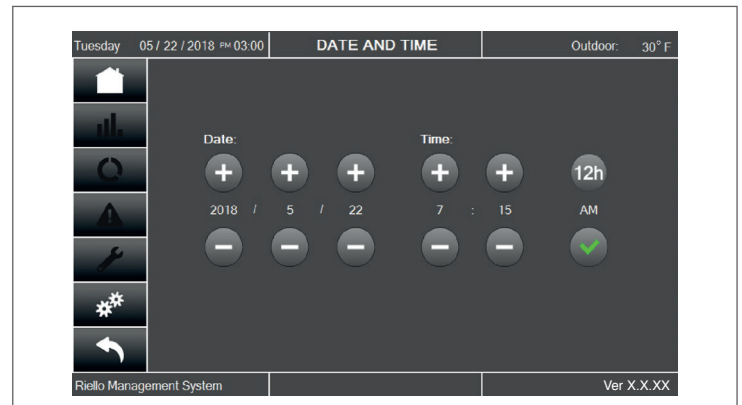 Tuesday 05 / 22 / 2018 PM 03:00 DATE AND TIME Outdoor: 30° F
Date: Time:
12h
2018 / 5 / 22 7 : 15 AM
Riello Management System Ver X.X.XX